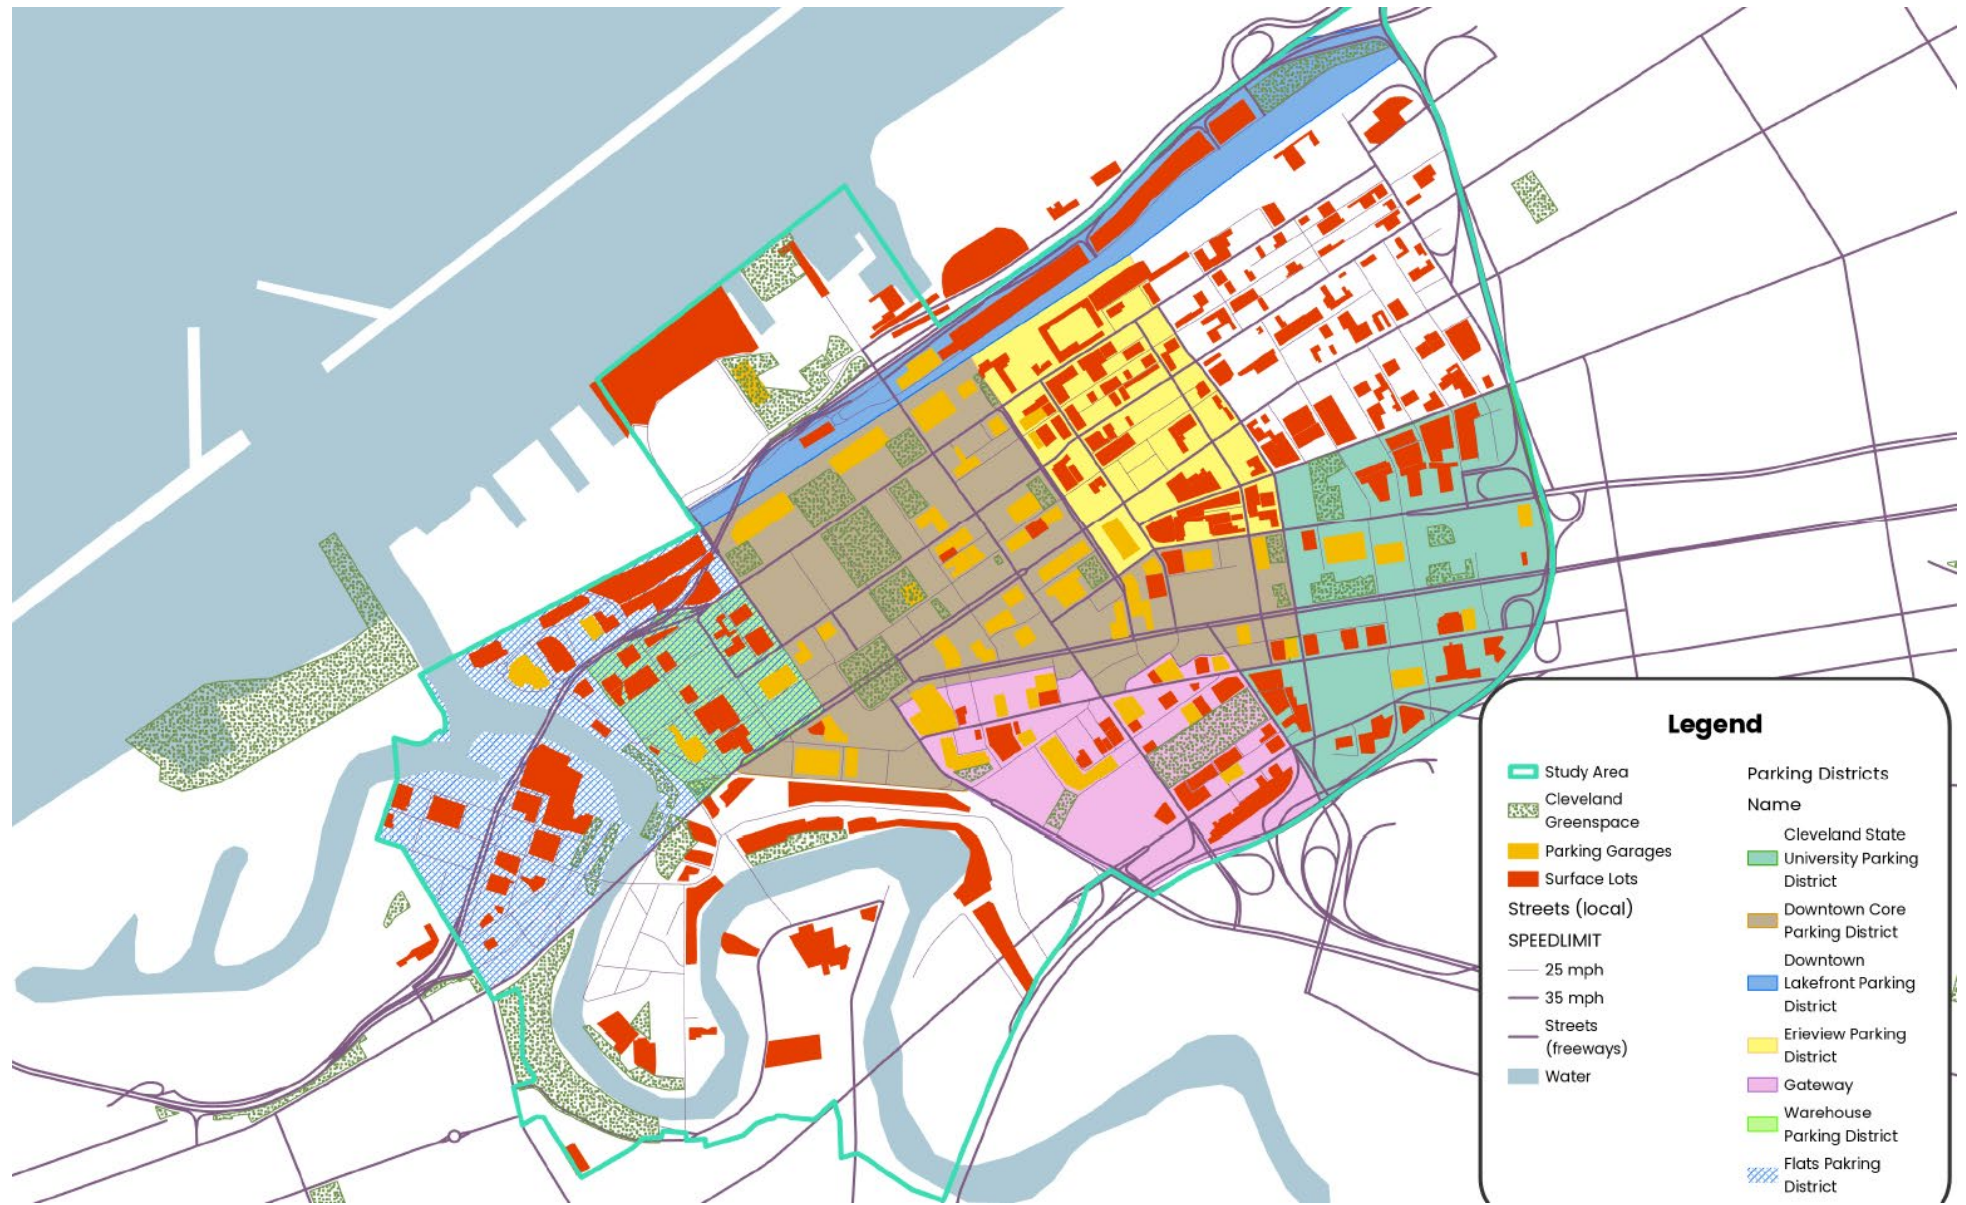 Legend
Study Area
Cleveland
Greenspace
Parking Garages
Surface Lots
Streets (local)
SPEEDLIMIT
25 mph
35 mph
Streets
(freeways)
Water
Parking Districts
Name
Cleveland State
University Parking
District
Downtown Core
Parking District
Downtown
Lakefront Parking
District
Erieview Parking
District
Gateway
Warehouse
Parking District
Flats Pakring
District